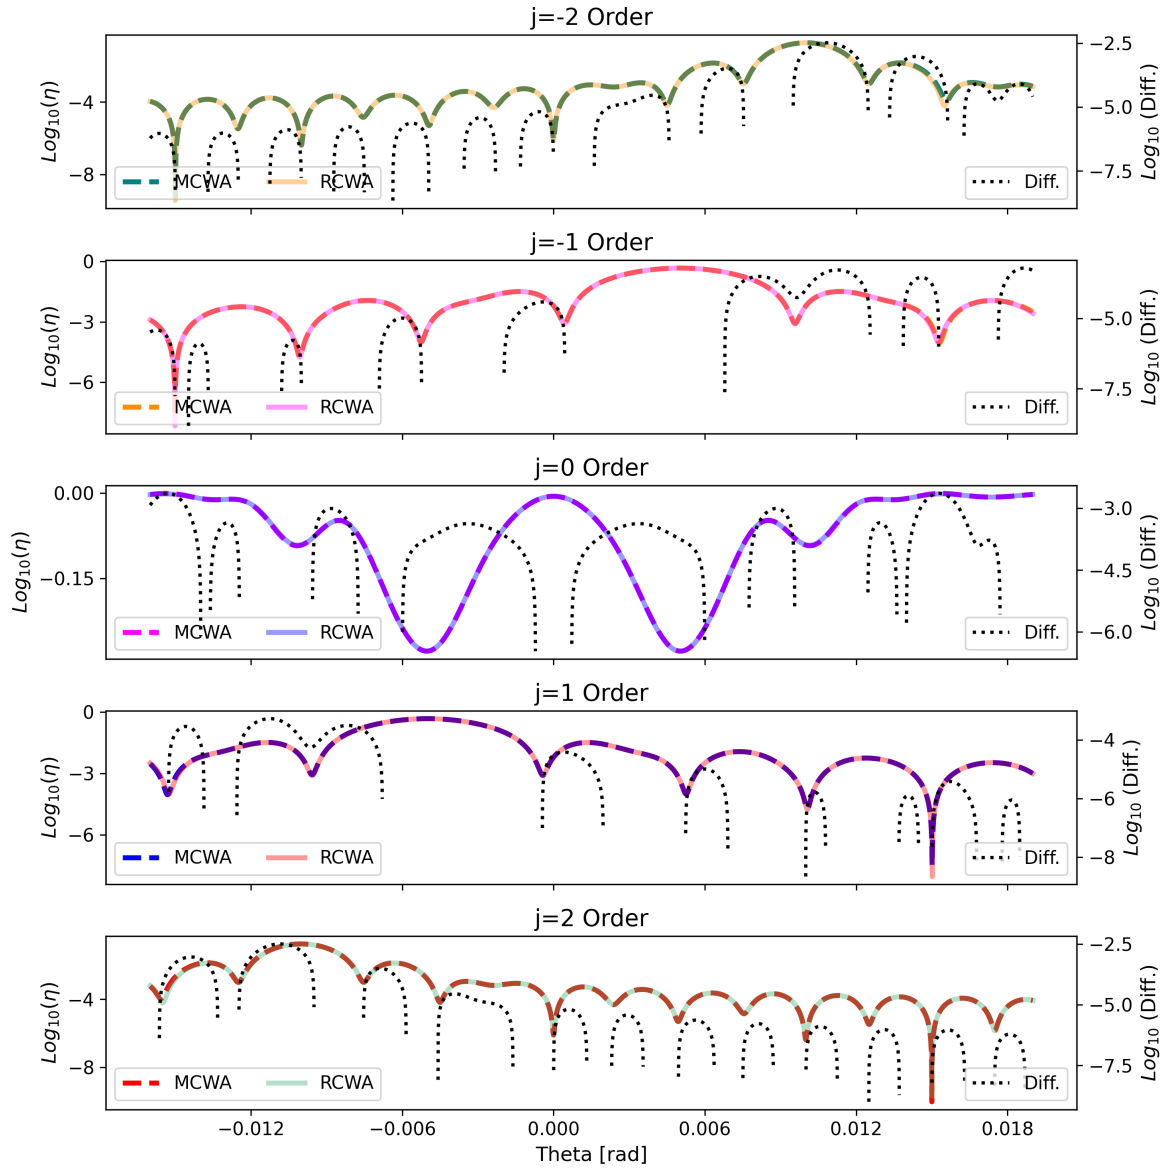 j=-2 Order
Log10(η)
−4
−8
−2.5
−5.0
−7.5
Log10 (Diff.)
MCWA
RCWA
Diff.
j=-1 Order
Log10(η)
0
−3
−6
−5.0
−7.5
Log10 (Diff.)
MCWA
RCWA
Diff.
j=0 Order
Log10(η)
0.00
−0.15
−3.0
−4.5
−6.0
Log10 (Diff.)
MCWA
RCWA
Diff.
j=1 Order
Log10(η)
0
−3
−6
−4
−6
−8
Log10 (Diff.)
MCWA
RCWA
Diff.
j=2 Order
Log10(η)
−4
−8
−2.5
−5.0
−7.5
Log10 (Diff.)
MCWA
RCWA
Diff.
−0.012 −0.006 0.000 0.006 0.012 0.018
Theta [rad]